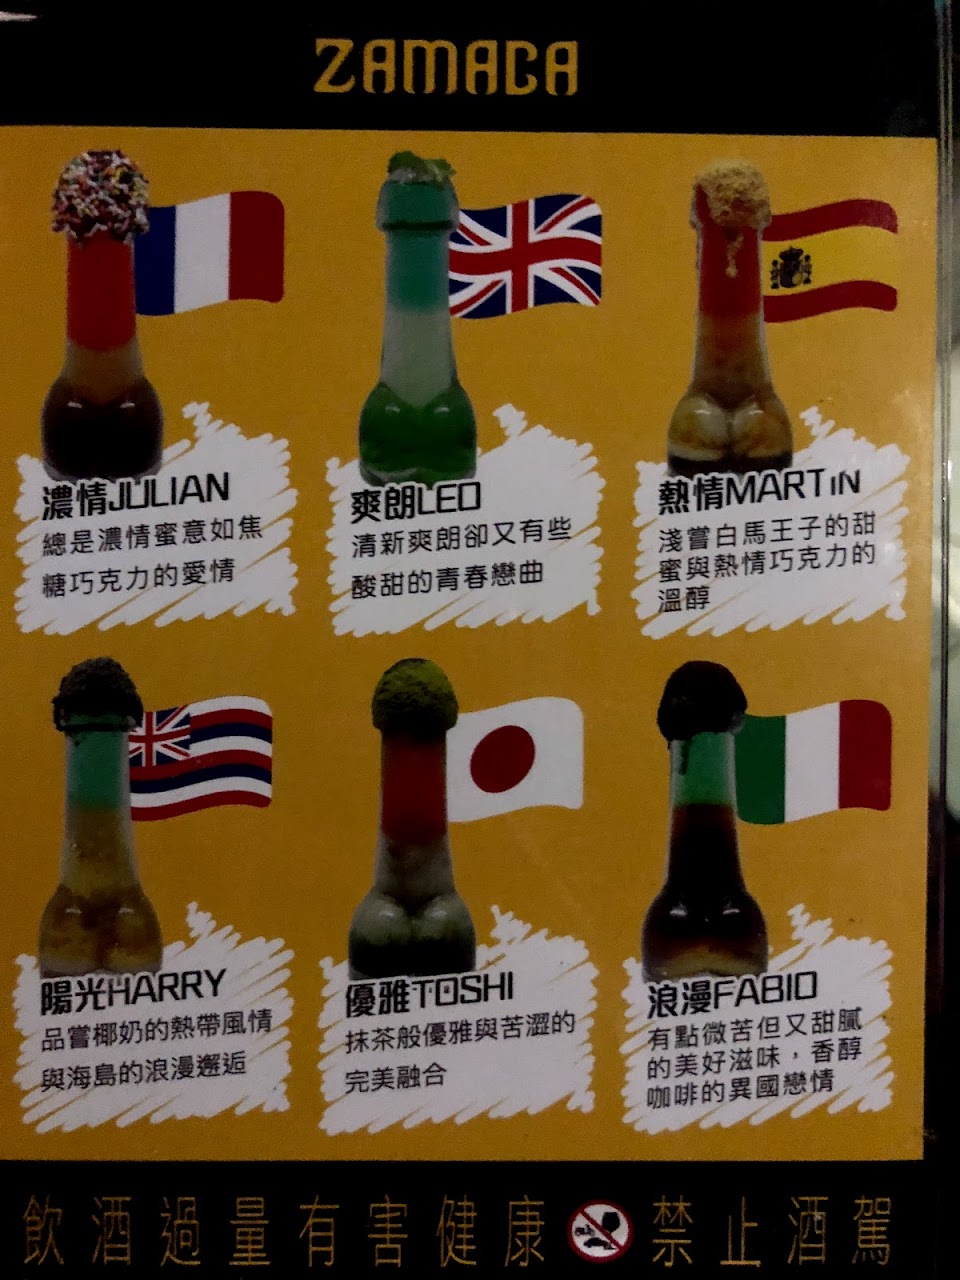 ZAMACA
濃情JULIAN
總是濃情蜜意如焦
糖巧克力的愛情
爽朗LEO
清新爽朗卻又有些
酸甜的青春戀曲
熱情MARTiN
淺嘗白馬王子的甜
蜜與熱情巧克力的
溫醇
陽光HARRY
品嘗椰奶的熱帶風情
與海島的浪漫邂逅
優雅TOSHI
抹茶般優雅與苦澀的
完美融合
浪漫FABIO
有點微苦但又甜膩
的美好滋味，香醇
咖啡的異國戀情
飲酒過量有害健康 禁止酒駕